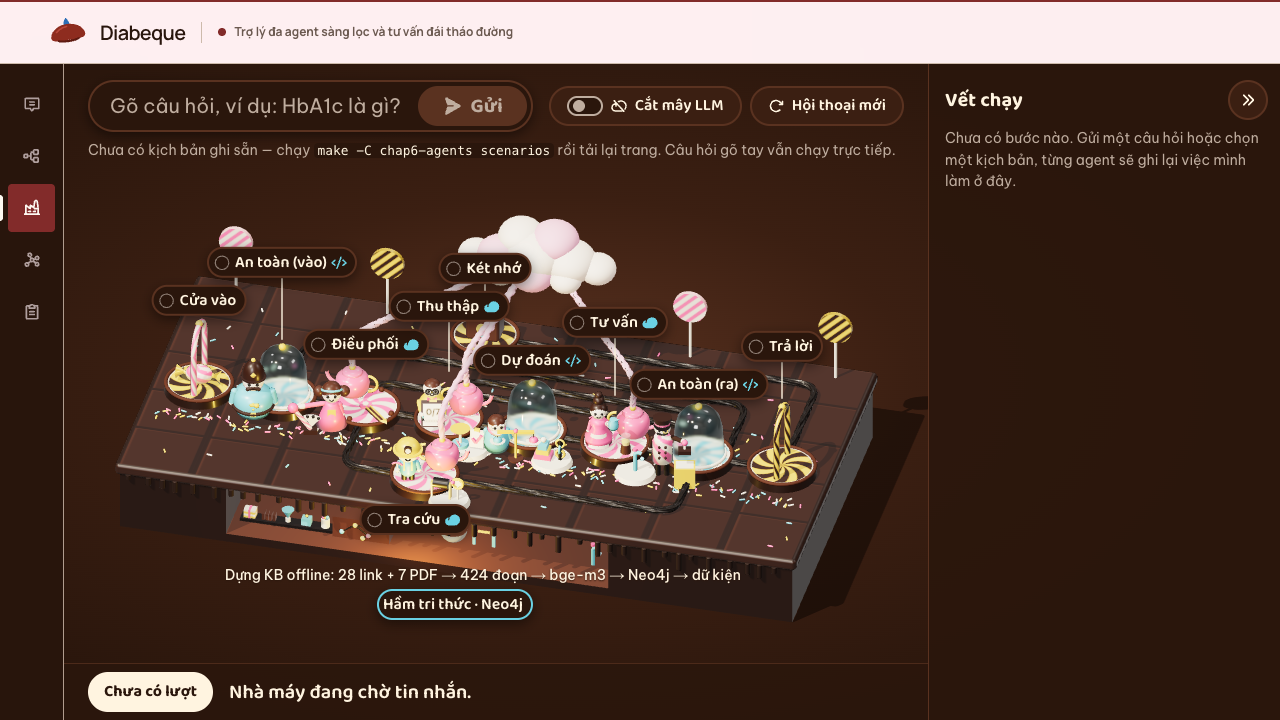 Diabeque
Trợ lý đa agent sàng lọc và tư vấn đái tháo đường
Gõ câu hỏi, ví dụ: HbA1c là gì?
Gửi
Cắt mây LLM
Hội thoại mới
Chưa có kịch bản ghi sẵn — chạy make -C chap6-agents scenarios rồi tải lại trang. Câu hỏi gõ tay vẫn chạy trực tiếp.
Vết chạy
Chưa có bước nào. Gửi một câu hỏi hoặc chọn
một kịch bản, từng agent sẽ ghi lại việc mình
làm ở đây.
An toàn (vào) </>
Két nhớ
Cửa vào
Thu thập
Tư vấn
Điều phối
Trả lời
Dự đoán </>
An toàn (ra) </>
0/7
Tra cứu
Dựng KB offline: 28 link + 7 PDF → 424 đoạn → bge-m3 → Neo4j → dữ kiện
Hầm tri thức · Neo4j
Chưa có lượt
Nhà máy đang chờ tin nhắn.